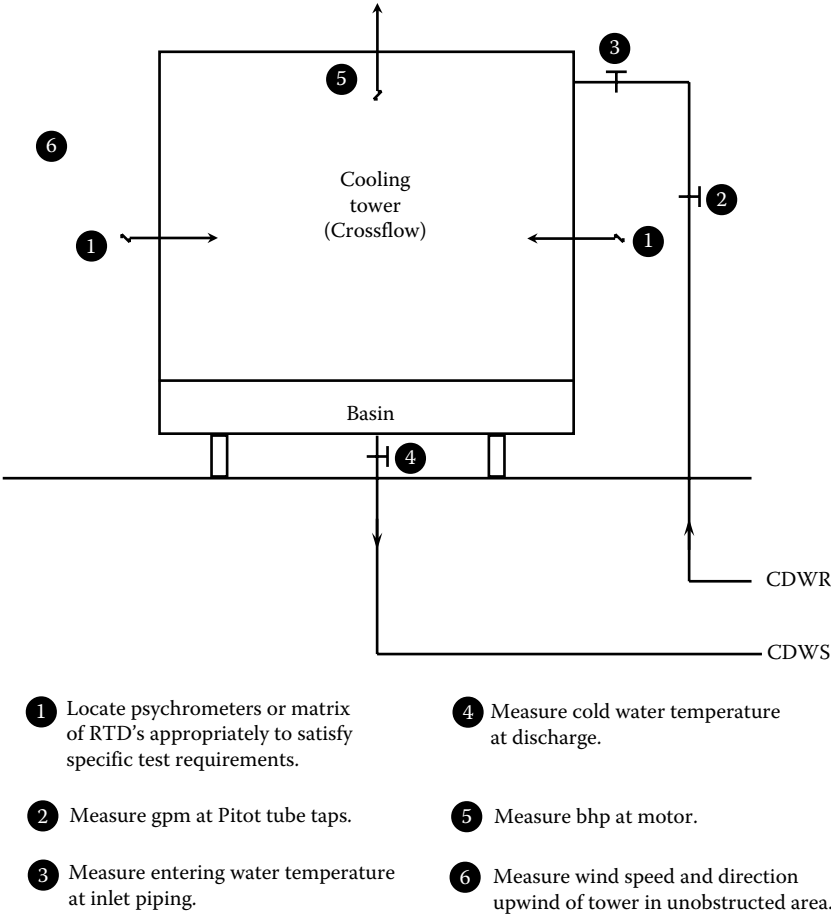 3
5
6
Cooling
tower
(Crossflow)
2
1
1
Basin
4
CDWR
CDWS
1 Locate psychrometers or matrix
of RTD's appropriately to satisfy
specific test requirements.
2 Measure gpm at Pitot tube taps.
3 Measure entering water temperature
at inlet piping.
4 Measure cold water temperature
at discharge.
5 Measure bhp at motor.
6 Measure wind speed and direction
upwind of tower in unobstructed area.